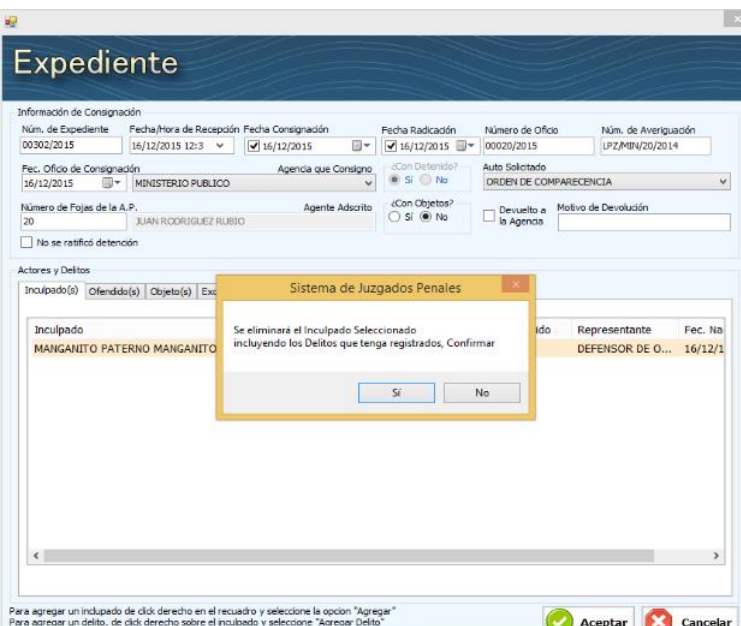 Expediente
Información de Consignación
Núm. de Expediente Fecha/Hora de Recepción Fecha Consignación Fecha Radicación Número de Oficio Núm. de Averiguación
00302/2015 16/12/2015 12:3 16/12/2015 16/12/2015 00020/2015 LPZ/MIN/20/2014
Fec. Oficio de Consignación Agencia que Consigno ¿Con Detenido? Auto Solicitado
16/12/2015 MINISTERIO PUBLICO Sí No ORDEN DE COMPARECENCIA
Número de Fojas de la A.P. Agente Adscrito ¿Con Objetos? Devuelto a la Agencia Motivo de Devolución
20 JUAN RODRIGUEZ RUBIO Sí No
No se ratificó detención
Actores y Delitos
Inculpado(s) Ofendido(s) Objeto(s) Exc
Sistema de Juzgados Penales
Se eliminará el Inculpado Seleccionado
incluyendo los Delitos que tenga registrados, Confirmar
Sí No
Inculpado ido Representante Fec. Na
MANGANITO PATERNO MANGANITO DEFENSOR DE O... 16/12/1
Para agregar un inclupado de click derecho en el recuadro y seleccione la opcion "Agregar"
Para agregar un delito, de click derecho sobre el inculpado y seleccione "Agregar Delito"
Aceptar Cancelar